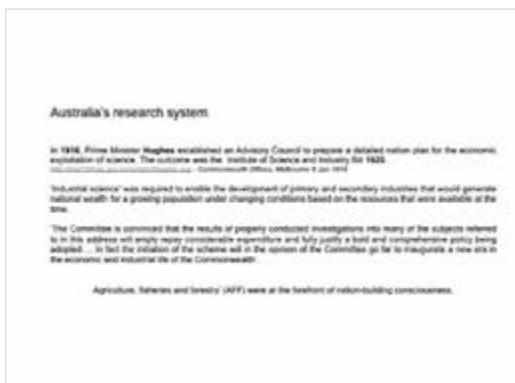 Australia's research system
In 1916, Prime Minister Hughes established an Advisory Council to prepare a detailed nation plan for the economic
exploitation of science. The outcome was the Institute of Science and Industry Bill 1920.
- Commonwealth Offices, Melbourne 5 Jan 1916
'Industrial science' was required to enable the development of primary and secondary industries that would generate
national wealth for a growing population under changing conditions based on the resources that were available at the
time.
'The Committee is convinced that the results of properly conducted investigations into many of the subjects referred
to in this address will amply repay considerable expenditure and fully justify a bold and comprehensive policy being
adopted.... In fact the initiation of the scheme will in the opinion of the Committee go far to inaugurate a new era in
the economic and industrial life of the Commonwealth'.
Agriculture, fisheries and forestry' (AFF) were at the forefront of nation-building consciousness.